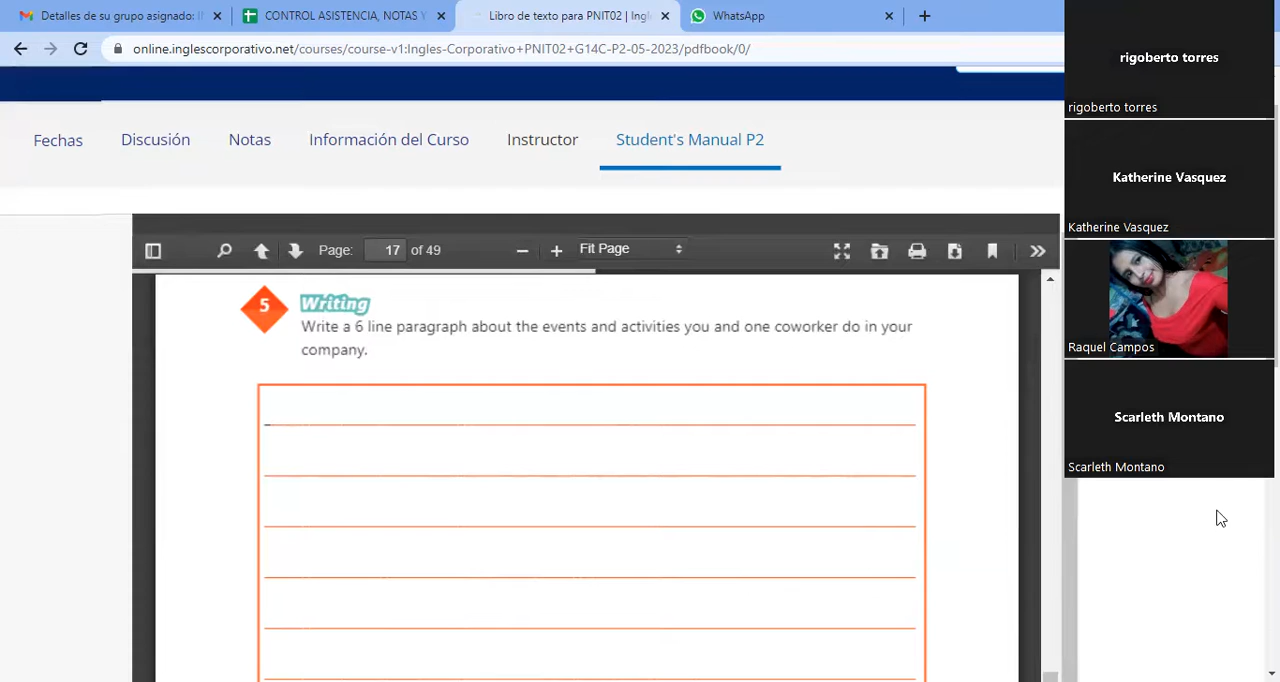 Detalles de su grupo asignado: I
CONTROL ASISTENCIA, NOTAS Y
Libro de texto para PNIT02 | Ingl
WhatsApp
online.inglescorporativo.net/courses/course-v1:Ingles-Corporativo+PNIT02+G14C-P2-05-2023/pdfbook/0/
Fechas
Discusión
Notas
Información del Curso
Instructor
Student's Manual P2
Page: 17 of 49
Fit Page
5 Writing
Write a 6 line paragraph about the events and activities you and one coworker do in your
company.
rigoberto torres
rigoberto torres
Katherine Vasquez
Katherine Vasquez
Raquel Campos
Scarleth Montano
Scarleth Montano